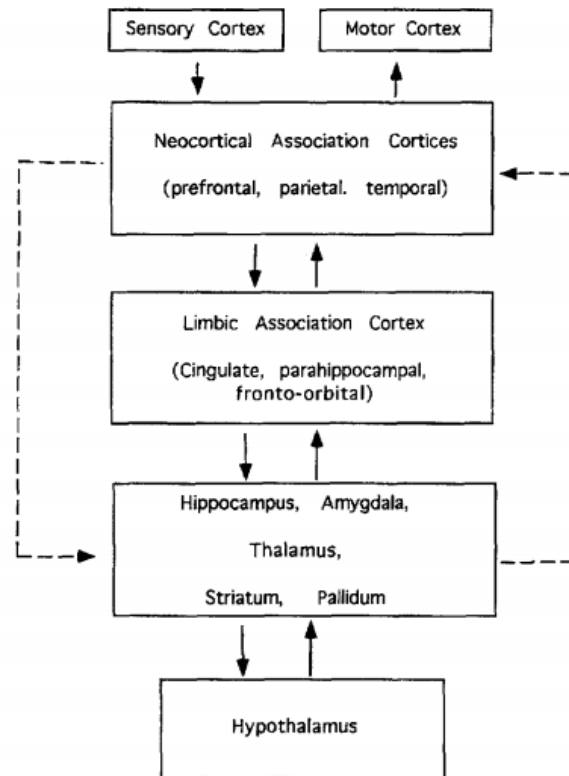 Sensory Cortex
Motor Cortex
Neocortical Association Cortices
(prefrontal, parietal. temporal)
Limbic Association Cortex
(Cingulate, parahippocampal,
fronto-orbital)
Hippocampus, Amygdala,
Thalamus,
Striatum, Pallidum
Hypothalamus